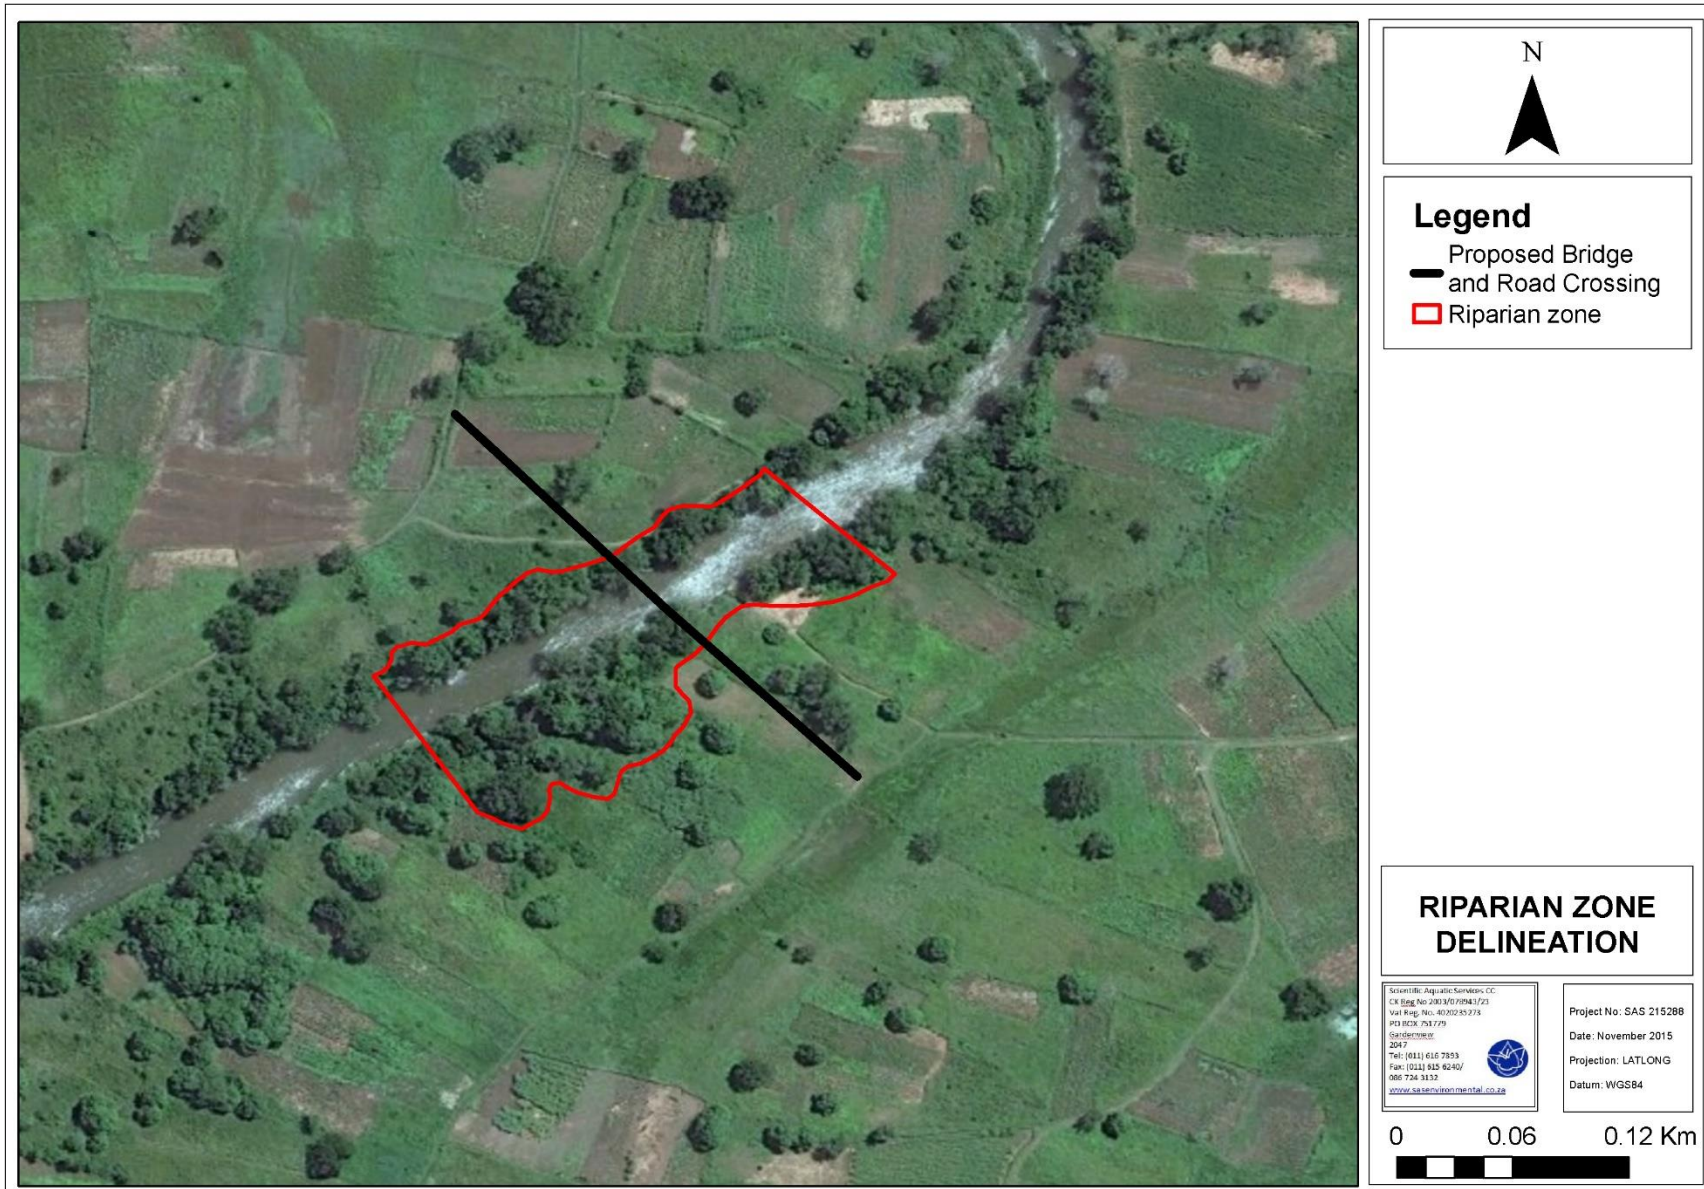 N
Legend
Proposed Bridge
and Road Crossing
Riparian zone
RIPARIAN ZONE
DELINEATION
Scientific Aquatic Services CC
CK Reg No 2003/078943/23
Vat Reg. No. 4020235273
PO BOX 751779
Gardenview
2047
Tel: (011) 616 7893
Fax: (011) 615 6240/
086 724 3132
www.sasenvironmental.co.za
Project No: SAS 215288
Date: November 2015
Projection: LATLONG
Datum: WGS84
0 0.06 0.12 Km